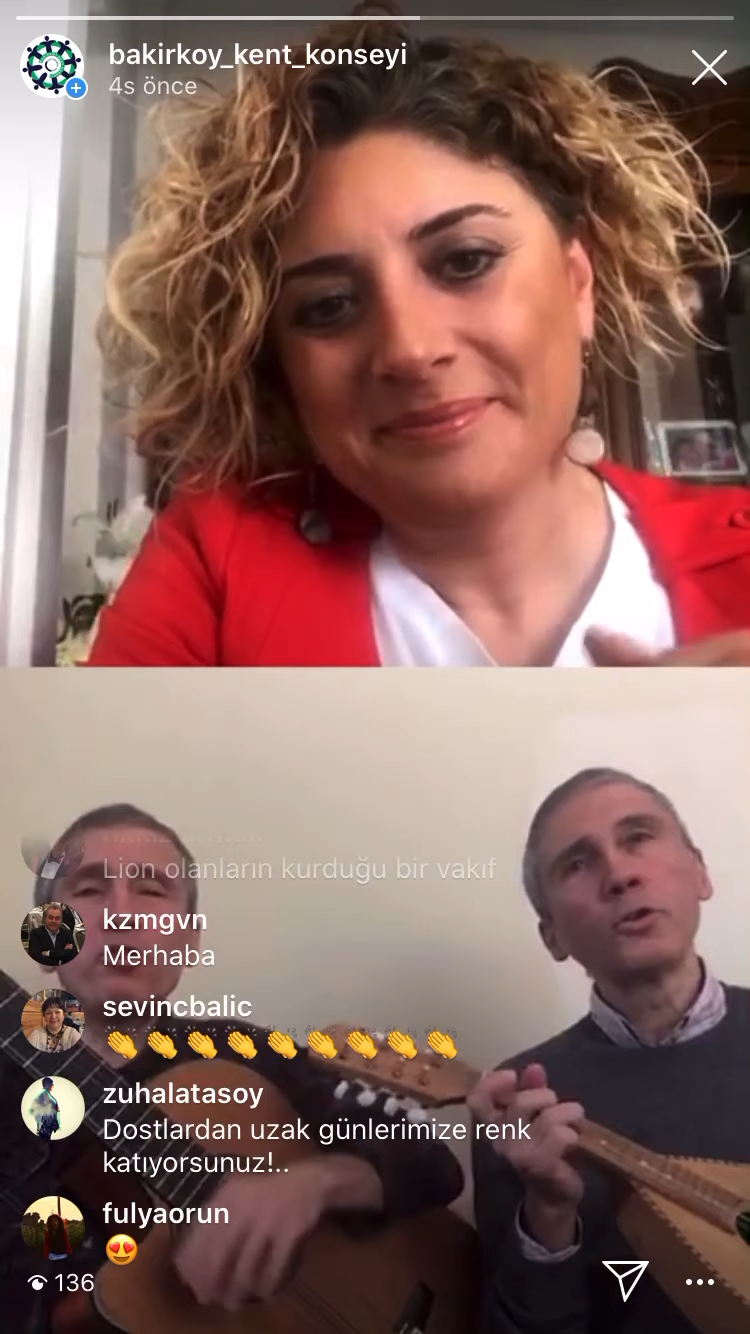 bakirkoy_kent_konseyi
4s önce
Lion olanların kurduğu bir vakıf
kzmgvn
Merhaba
sevincbalic
👏👏👏👏👏👏👏👏👏
zuhalatasoy
Dostlardan uzak günlerimize renk
katıyorsunuz!..
fulyaorun
😍
136